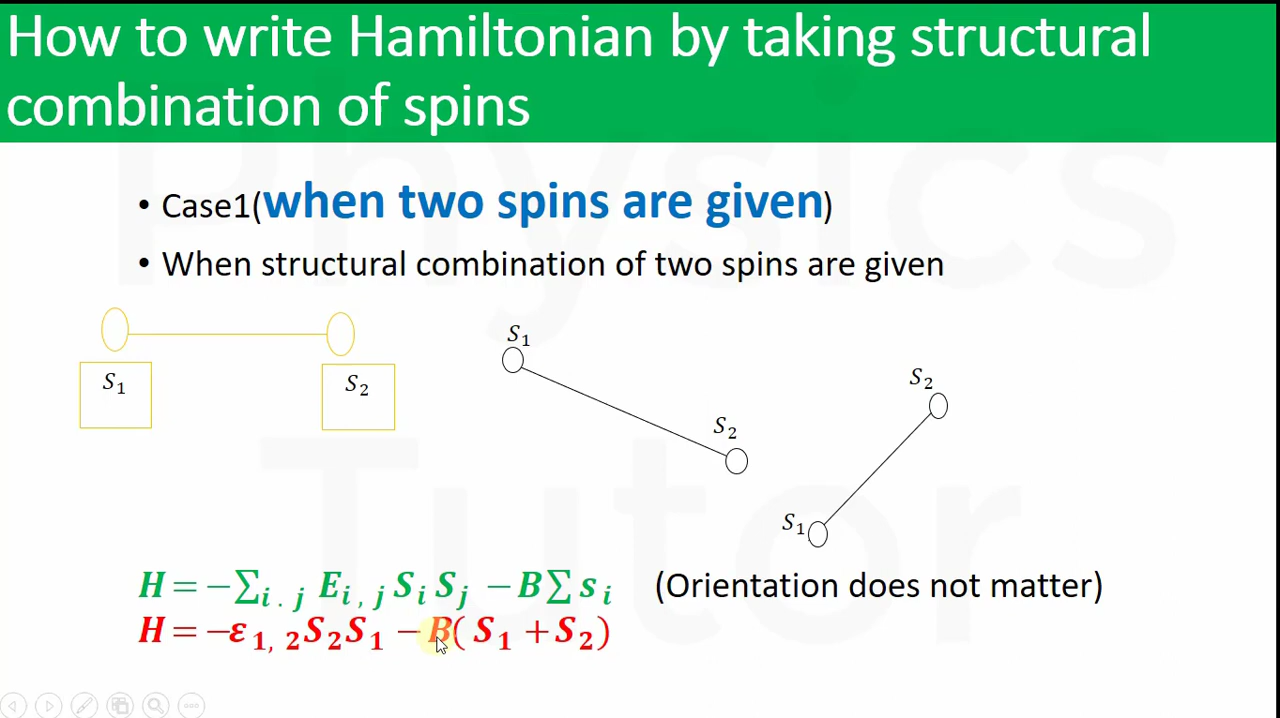 How to write Hamiltonian by taking structural
combination of spins
• Case1(when two spins are given)
• When structural combination of two spins are given
S₁
S₂
S₁
S₂
S₂
S₁
H = −∑ᵢ . ⱼ Eᵢ , ⱼ Sᵢ Sⱼ − B∑ sᵢ (Orientation does not matter)
H = −ε₁, ₂S₂S₁ − B( S₁ + S₂)
Physics
Tutor